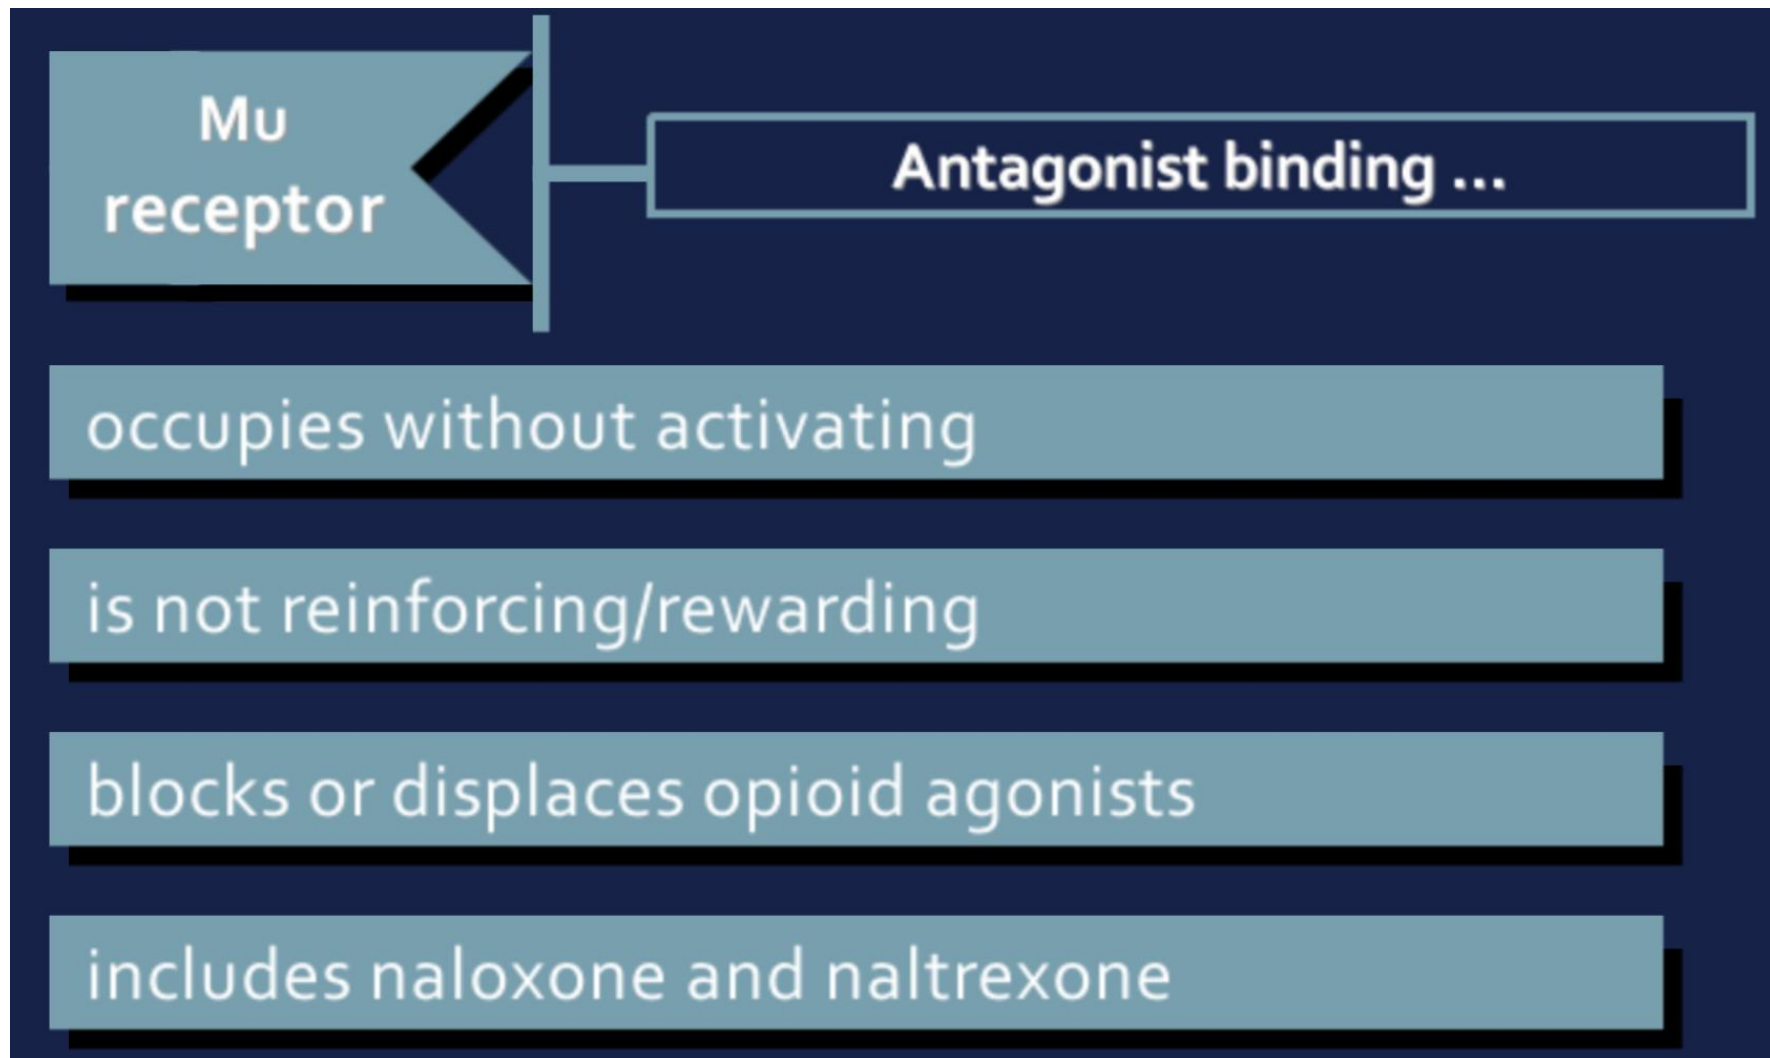 Mu
receptor
Antagonist binding ...
occupies without activating
is not reinforcing/rewarding
blocks or displaces opioid agonists
includes naloxone and naltrexone